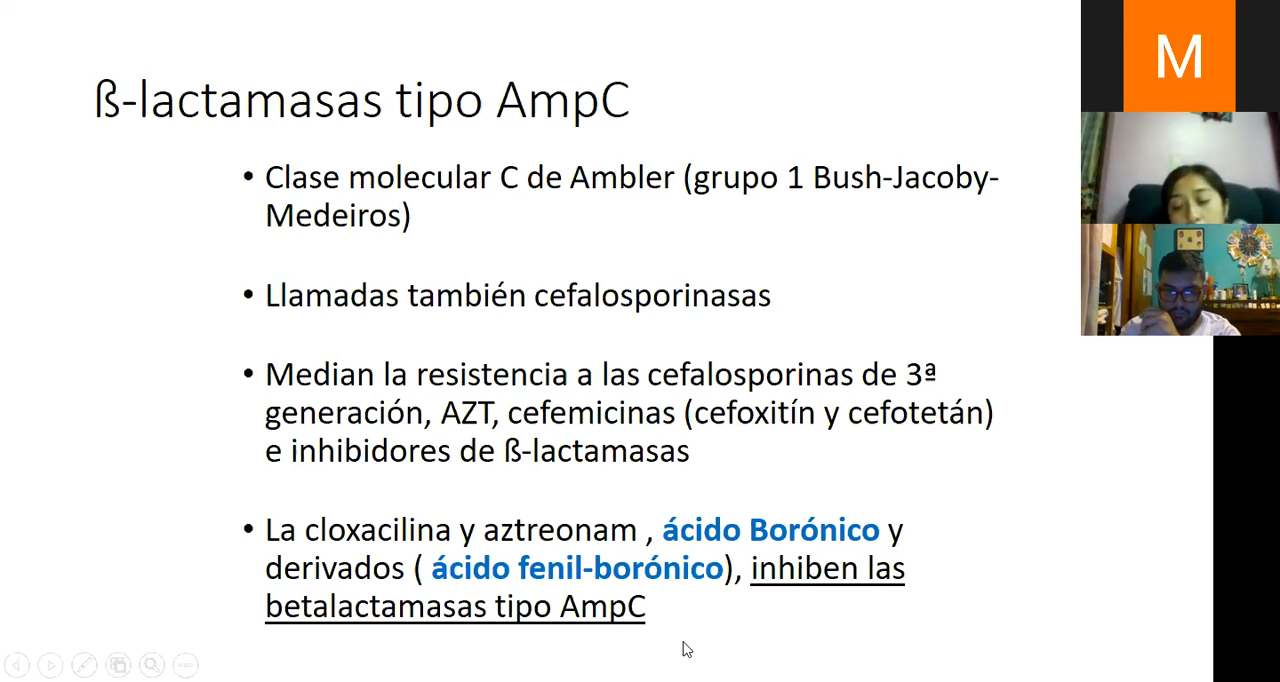 ß-lactamasas tipo AmpC
• Clase molecular C de Ambler (grupo 1 Bush-Jacoby-
Medeiros)
• Llamadas también cefalosporinasas
• Median la resistencia a las cefalosporinas de 3ª
generación, AZT, cefemicinas (cefoxitín y cefotetán)
e inhibidores de ß-lactamasas
• La cloxacilina y aztreonam , ácido Borónico y
derivados ( ácido fenil-borónico), inhiben las
betalactamasas tipo AmpC
M